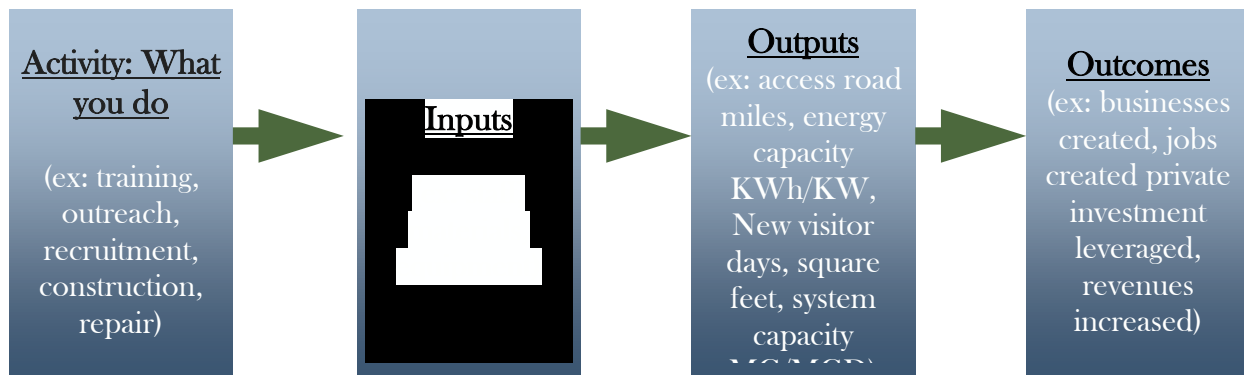 Activity: What
you do
(ex: training,
outreach,
recruitment,
construction,
repair)
Inputs
Outputs
(ex: access road
miles, energy
capacity
KWh/KW,
New visitor
days, square
feet, system
capacity
Outcomes
(ex: businesses
created, jobs
created private
investment
leveraged,
revenues
increased)